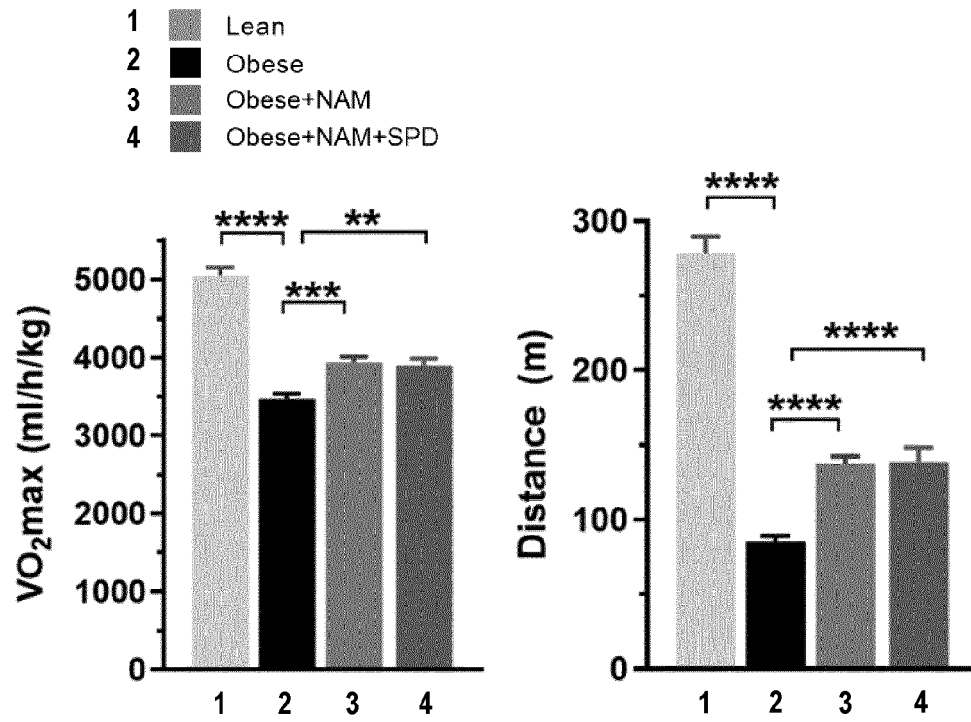 1 Lean
2 Obese
3 Obese+NAM
4 Obese+NAM+SPD
VO2max (ml/h/kg)
5000
4000
3000
2000
1000
0
**** **
***
1 2 3 4
Distance (m)
300
200
100
0
****
****
****
1 2 3 4